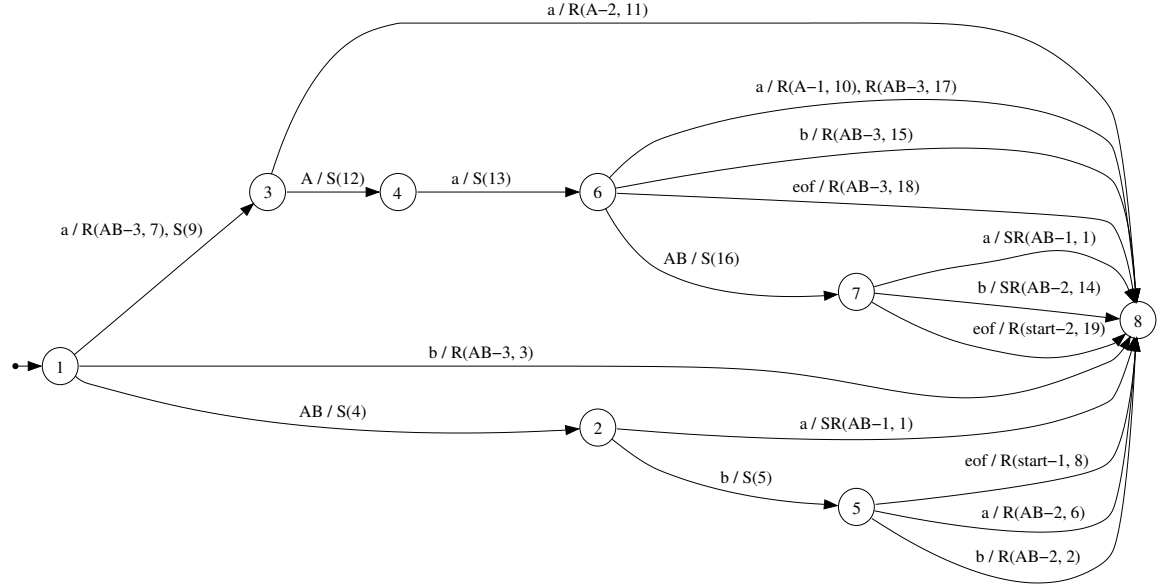 a / R(A−2, 11)
a / R(A−1, 10), R(AB−3, 17)
b / R(AB−3, 15)
3
A / S(12)
4
a / S(13)
6
eof / R(AB−3, 18)
a / R(AB−3, 7), S(9)
a / SR(AB−1, 1)
AB / S(16)
7
b / SR(AB−2, 14)
8
eof / R(start−2, 19)
b / R(AB−3, 3)
1
AB / S(4)
2
a / SR(AB−1, 1)
eof / R(start−1, 8)
b / S(5)
5
a / R(AB−2, 6)
b / R(AB−2, 2)